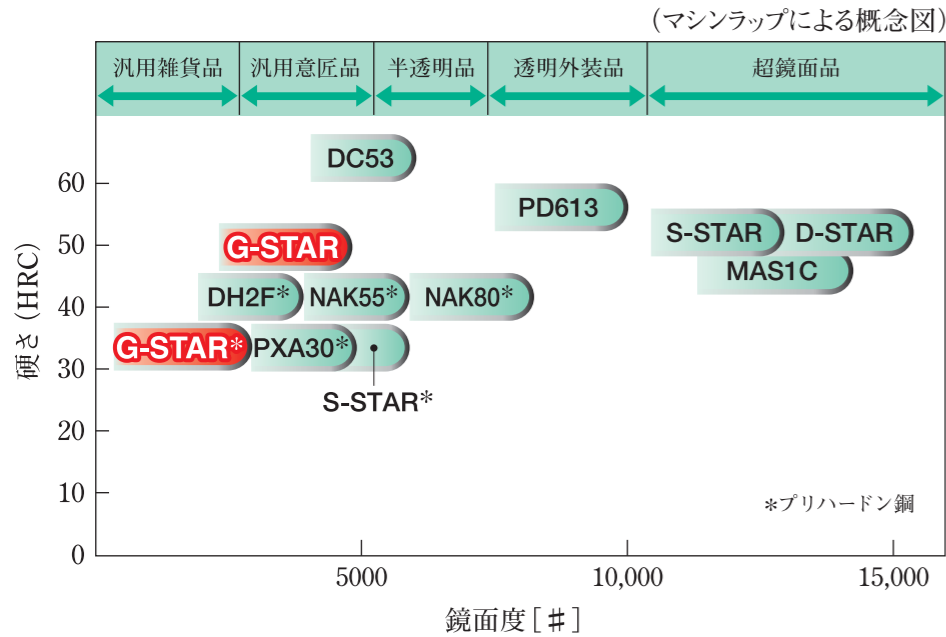 (マシンラップによる概念図)
汎用雑貨品 汎用意匠品 半透明品 透明外装品 超鏡面品
DC53
60
PD613
G-STAR
S-STAR D-STAR
50
MAS1C
DH2F* NAK55* NAK80*
40
G-STAR* PXA30*
30
S-STAR*
20
10
*プリハードン鋼
0
5000 10,000 15,000
硬さ (HRC)
鏡面度[#]